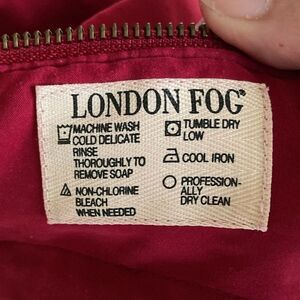 LONDON FOG®
MACHINE WASH
COLD DELICATE
RINSE
THOROUGHLY TO
REMOVE SOAP
NON-CHLORINE
BLEACH
WHEN NEEDED
TUMBLE DRY
LOW
COOL IRON
PROFESSION-
ALLY
DRY CLEAN